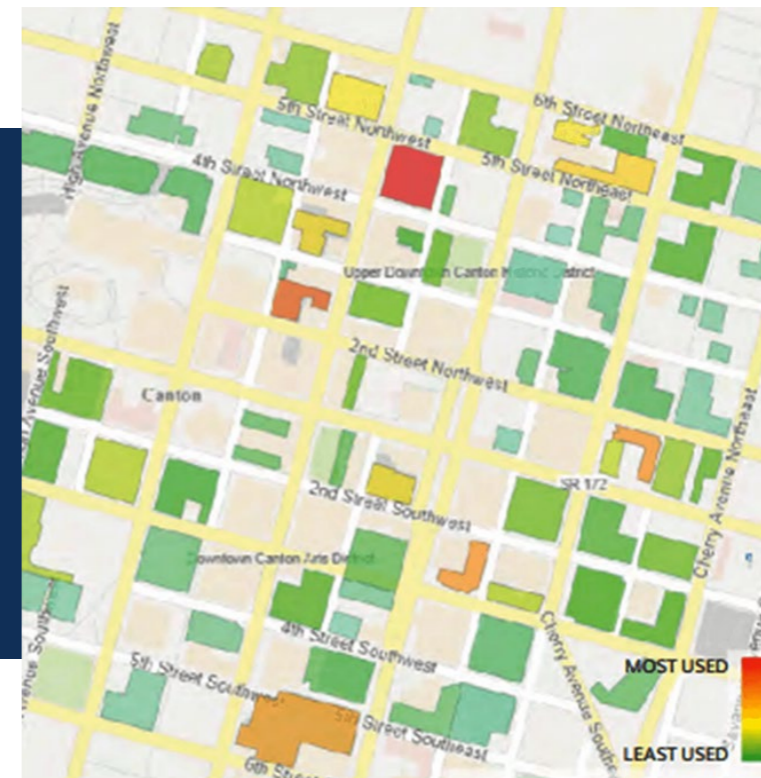 High Avenue Northwest
6th Street Northeast
5th Street Northwest
5th Street Northeast
4th Street Northwest
Upper Downtown Canton Historic District
2nd Street Northwest
Canton
Avenue Southwest
SR 172
Cherry Avenue Northeast
2nd Street Southwest
Downtown Canton Arts District
4th Street Southwest
5th Street Southwest
5th Street Southeast
MOST USED
LEAST USED